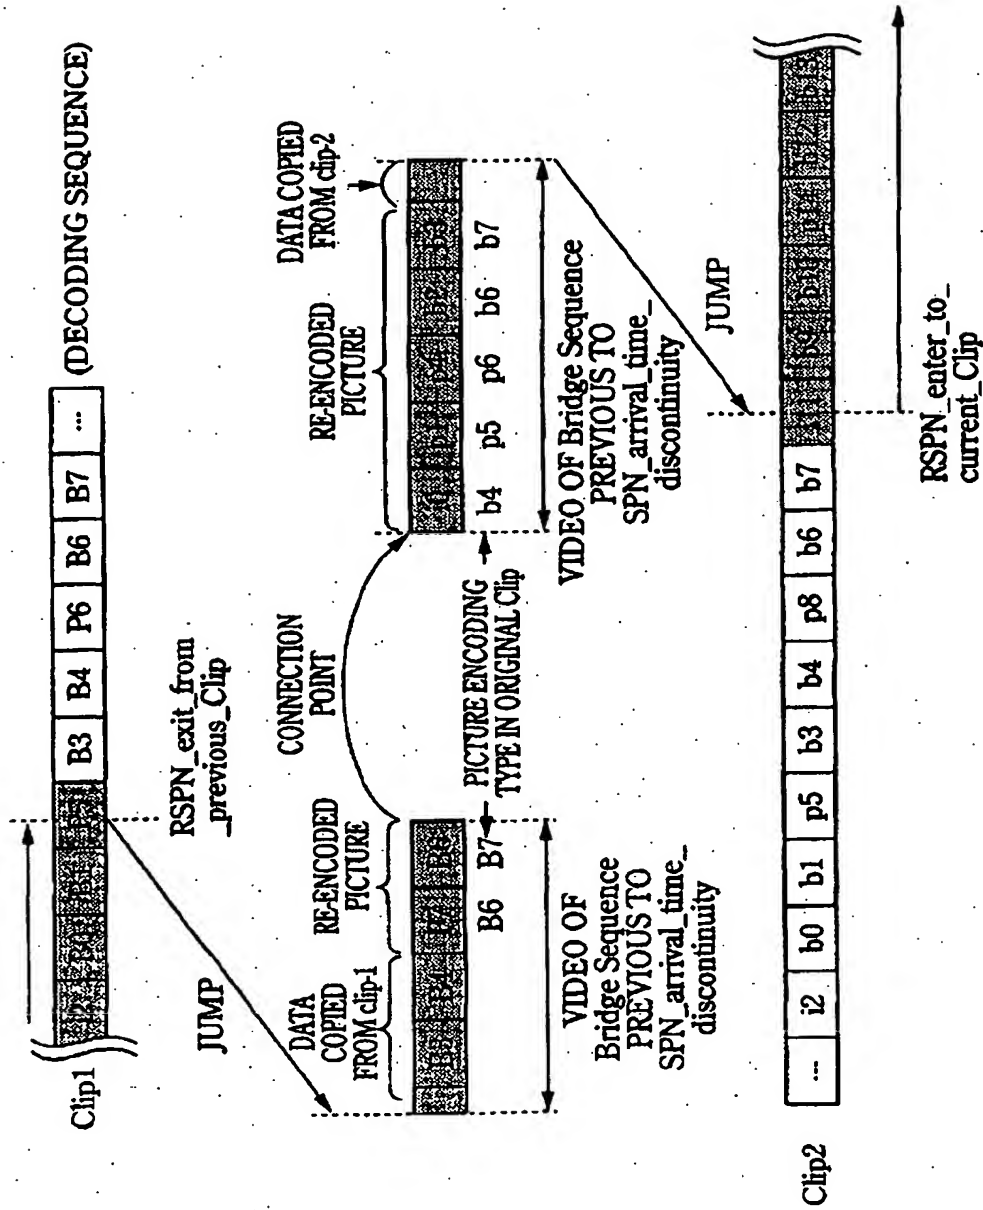 Clip1
B3 B4 P6 B6 B7 ...
(DECODING SEQUENCE)
RSPN_exit_from
_previous_Clip
JUMP
DATA
COPIED
FROM clip-1
RE-ENCODED
PICTURE
CONNECTION
POINT
RE-ENCODED
PICTURE
DATA COPIED
FROM clip-2
B6 B7
PICTURE ENCODING
TYPE IN ORIGINAL Clip
b4 p5 p6 b6 b7
VIDEO OF
Bridge Sequence
PREVIOUS TO
SPN_arrival_time_
discontinuity
VIDEO OF Bridge Sequence
PREVIOUS TO
SPN_arrival_time_
discontinuity
JUMP
Clip2
... i2 b0 b1 p5 b3 b4 p8 b6 b7
RSPN_enter_to_
current_Clip